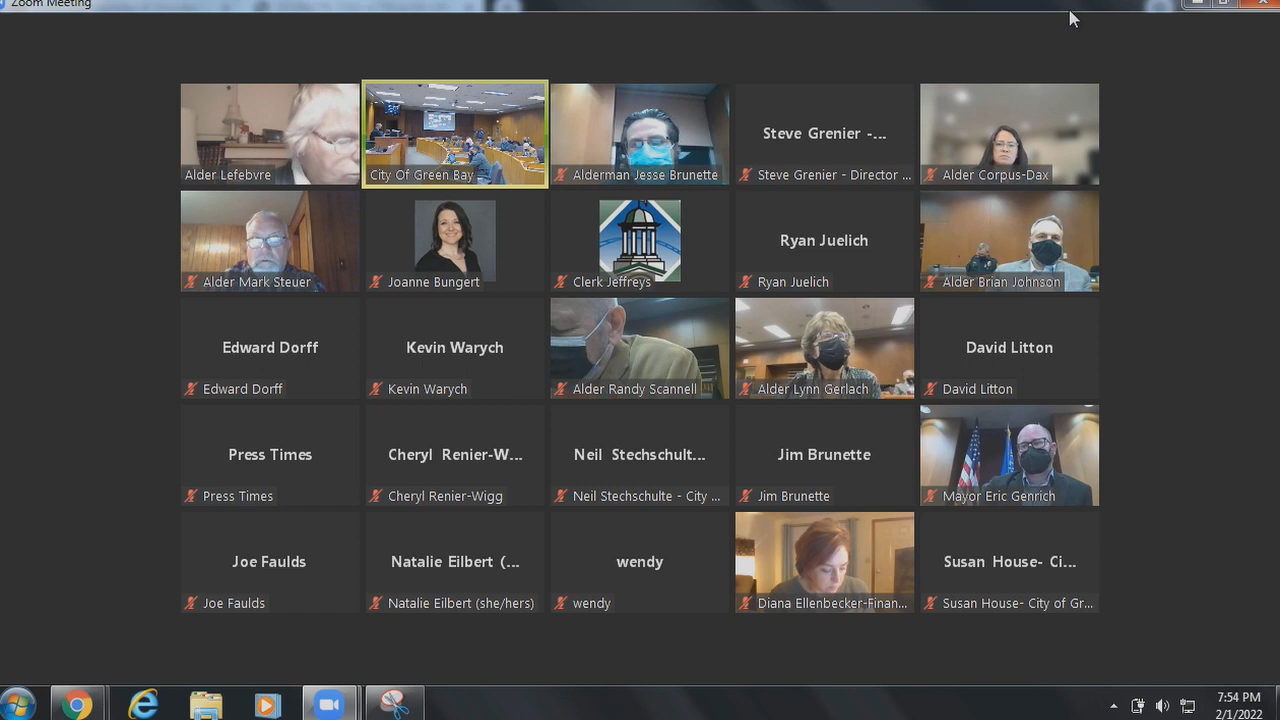 Zoom Meeting
Alder Lefebvre
City Of Green Bay
Alderman Jesse Brunette
Steve Grenier -...
Steve Grenier - Director ...
Alder Corpus-Dax
Alder Mark Steuer
Joanne Bungert
Clerk Jeffreys
Ryan Juelich
Ryan Juelich
Alder Brian Johnson
Edward Dorff
Edward Dorff
Kevin Warych
Kevin Warych
Alder Randy Scannell
Alder Lynn Gerlach
David Litton
David Litton
Press Times
Press Times
Cheryl Renier-W...
Cheryl Renier-Wigg
Neil Stechschult...
Neil Stechschulte - City ...
Jim Brunette
Jim Brunette
Mayor Eric Genrich
Joe Faulds
Joe Faulds
Natalie Eilbert (...
Natalie Eilbert (she/hers)
wendy
wendy
Diana Ellenbecker-Finan...
Susan House- Ci...
Susan House- City of Gr...
7:54 PM
2/1/2022